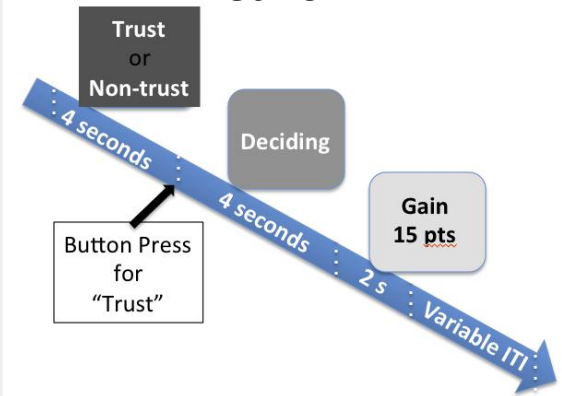 Trust
or
Non-trust
4 seconds
Deciding
Button Press
for
"Trust"
4 seconds
Gain
15 pts
2 s
Variable ITI